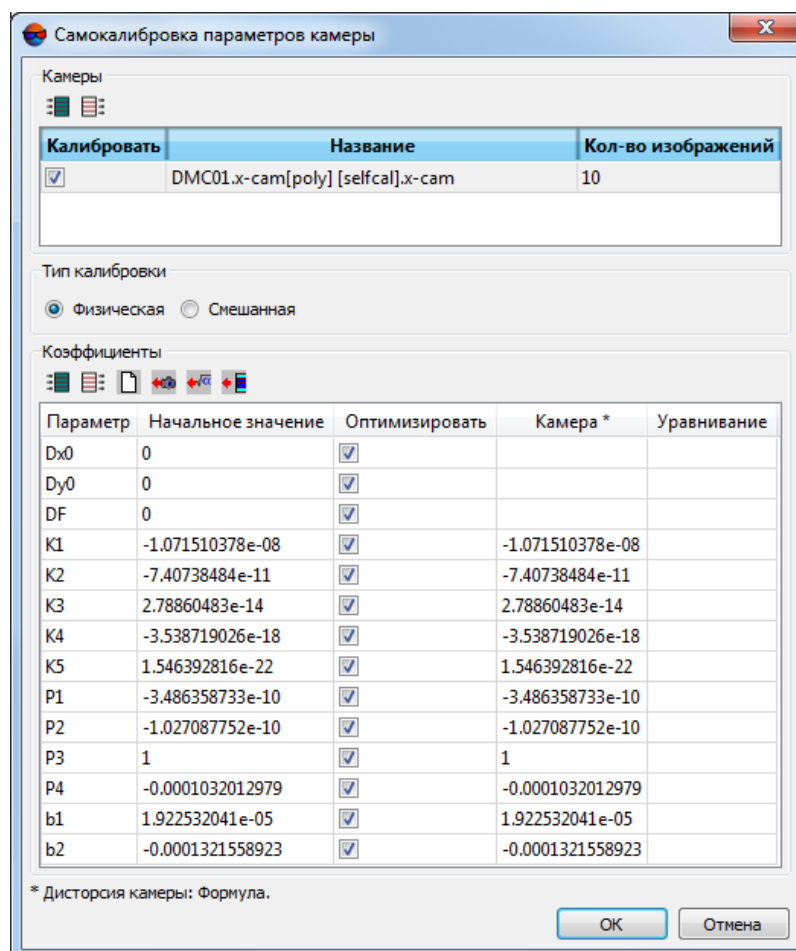 Самокалибровка параметров камеры
Камеры
Калибровать Название Кол-во изображений
DMC01.x-cam[poly] [selfcal].x-cam 10
Тип калибровки
Физическая Смешанная
Коэффициенты
Параметр Начальное значение Оптимизировать Камера * Уравнивание
Dx0 0
Dy0 0
DF 0
K1 -1.071510378e-08 -1.071510378e-08
K2 -7.40738484e-11 -7.40738484e-11
K3 2.78860483e-14 2.78860483e-14
K4 -3.538719026e-18 -3.538719026e-18
K5 1.546392816e-22 1.546392816e-22
P1 -3.486358733e-10 -3.486358733e-10
P2 -1.027087752e-10 -1.027087752e-10
P3 1 1
P4 -0.0001032012979 -0.0001032012979
b1 1.922532041e-05 1.922532041e-05
b2 -0.0001321558923 -0.0001321558923
* Дисторсия камеры: Формула.
OK Отмена